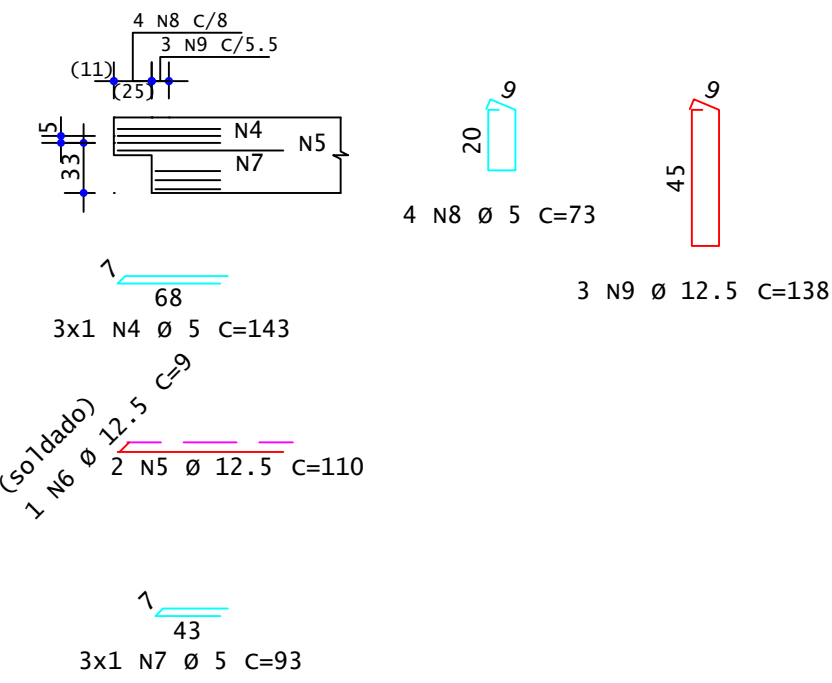 4 N8 C/8
3 N9 C/5.5
(11)
(25)
5
33
N4
N5
N7
9
20
4 N8 Ø 5 C=73
9
45
3 N9 Ø 12.5 C=138
7
68
3x1 N4 Ø 5 C=143
(soldado)
1 N6 Ø 12.5 C=9
2 N5 Ø 12.5 C=110
7
43
3x1 N7 Ø 5 C=93